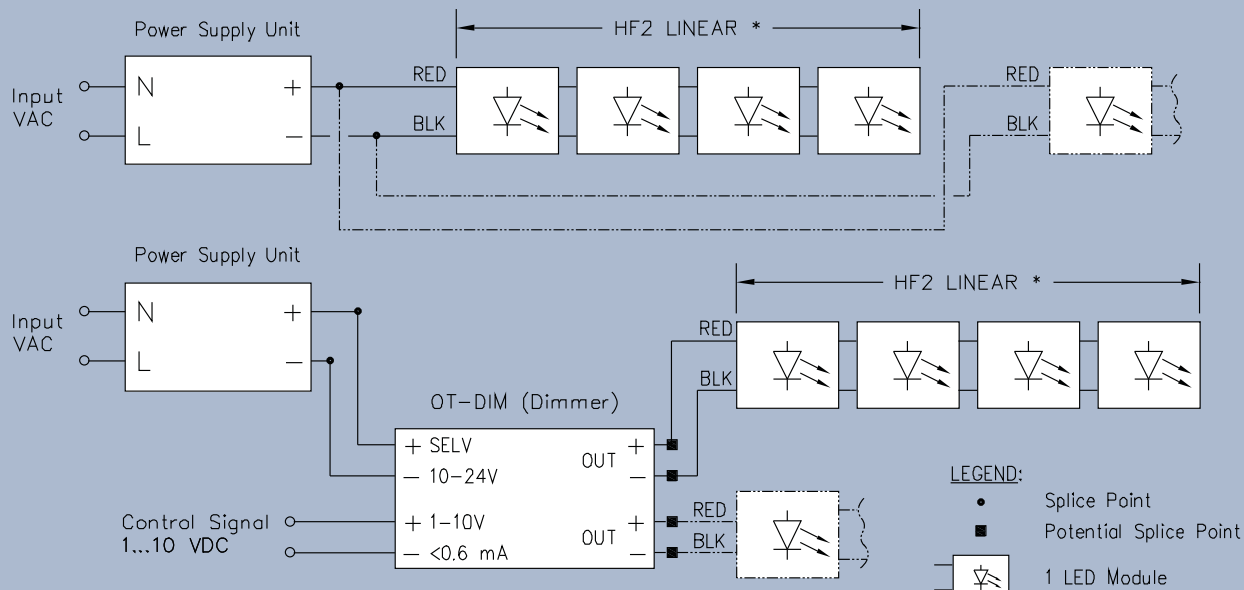 Power Supply Unit
HF2 LINEAR *
Input
VAC
N
L
+
−
RED
BLK
RED
BLK
Power Supply Unit
HF2 LINEAR *
Input
VAC
N
L
+
−
RED
BLK
OT-DIM (Dimmer)
+ SELV
− 10-24V
OUT
+
−
Control Signal
1...10 VDC
+ 1-10V
− <0.6 mA
OUT
+
−
RED
BLK
LEGEND:
Splice Point
Potential Splice Point
1 LED Module